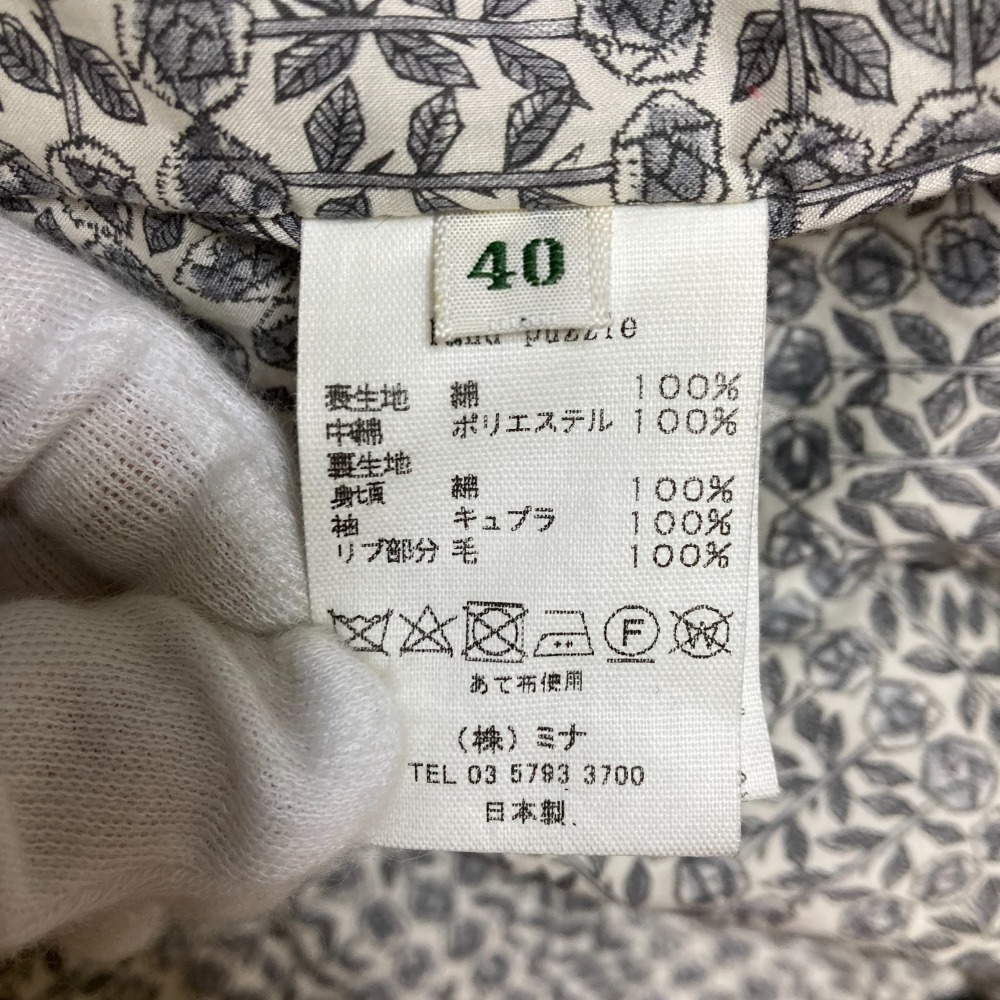 40
puzzle
表生地 綿 100%
中綿 ポリエステル 100%
裏生地
身頃 綿 100%
袖 キュプラ 100%
リブ部分 毛 100%
F W
あて布使用
(株)ミナ
TEL 03 5793 3700
日本製